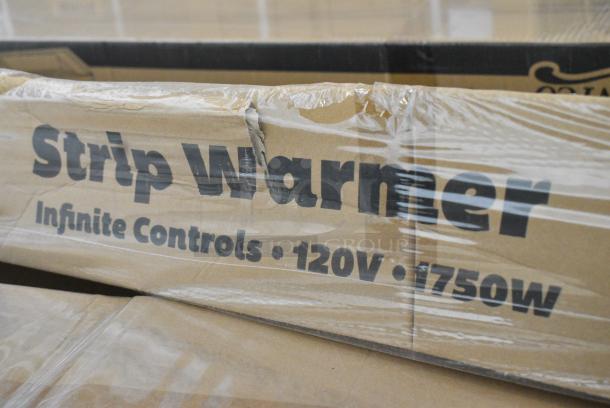 Strip Warmer
Infinite Controls • 120V • 1750W